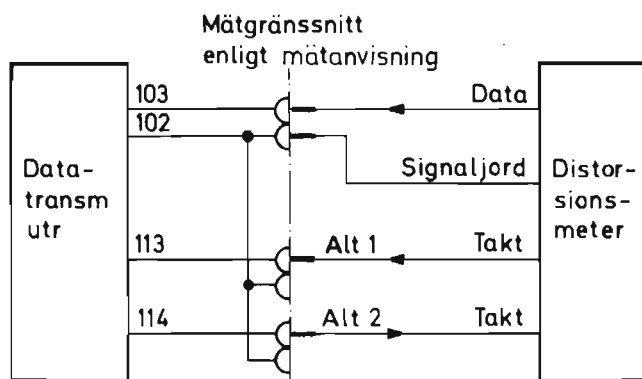 Mätgränssnitt
enligt mätanvisning
103
Data
102
Data-
transm
utr
Signaljord
Distor-
sions-
meter
113
Alt 1
Takt
114
Alt 2
Takt